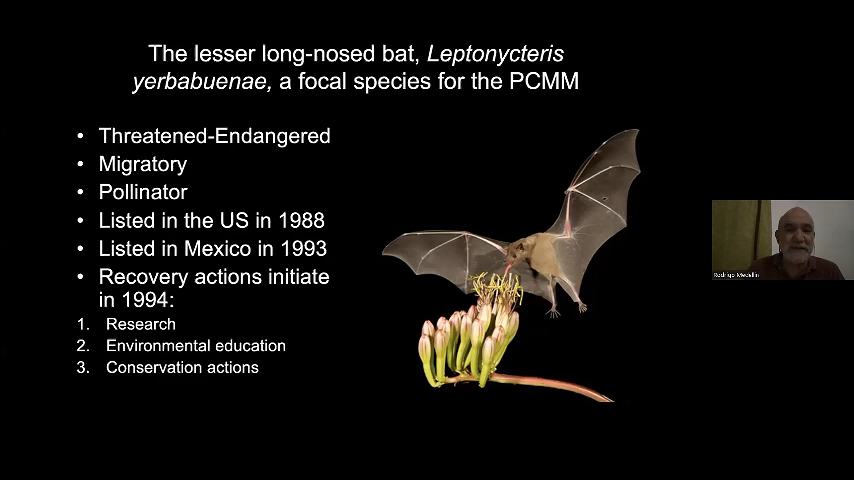 The lesser long-nosed bat, Leptonycteris
yerbabuenae, a focal species for the PCMM
• Threatened-Endangered
• Migratory
• Pollinator
• Listed in the US in 1988
• Listed in Mexico in 1993
• Recovery actions initiate
in 1994:
1. Research
2. Environmental education
3. Conservation actions
Rodrigo Medellin